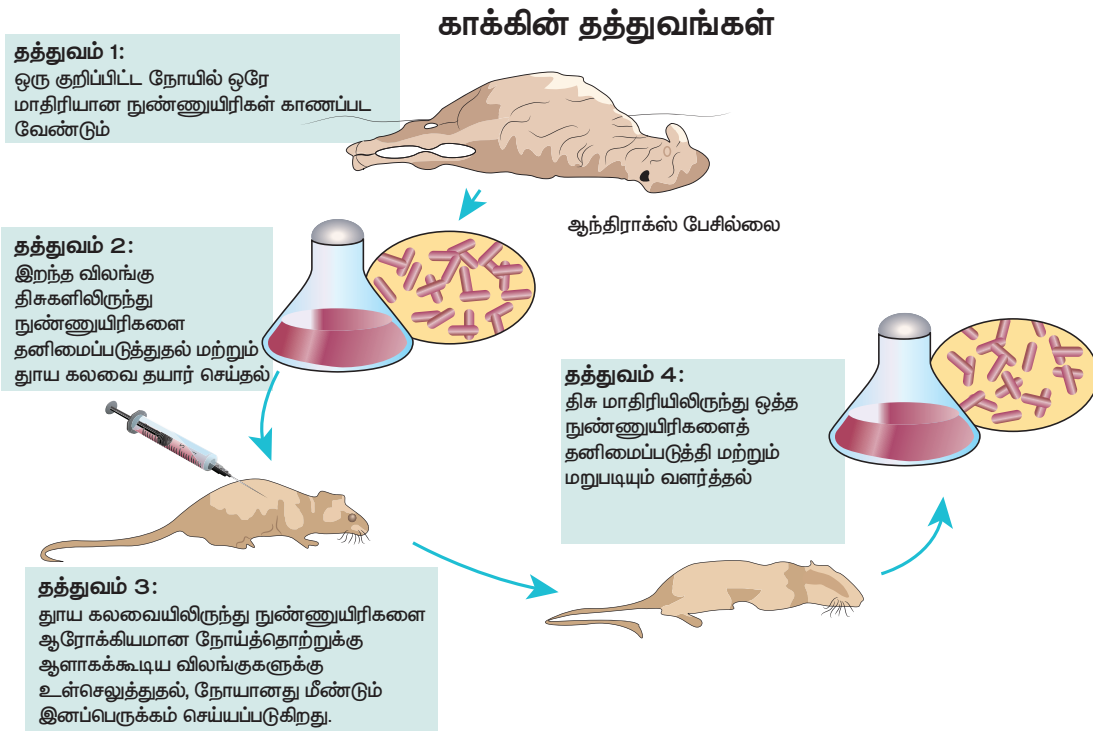 காக்கின் தத்துவங்கள்
தத்துவம் 1:
ஒரு குறிப்பிட்ட நோயில் ஒரே
மாதிரியான நுண்ணுயிரிகள் காணப்பட
வேண்டும்
ஆந்திராக்ஸ் பேசில்லை
தத்துவம் 2:
இறந்த விலங்கு
திசுகளிலிருந்து
நுண்ணுயிரிகளை
தனிமைப்படுத்துதல் மற்றும்
தூய கலவை தயார் செய்தல்
தத்துவம் 3:
தூய கலவையிலிருந்து நுண்ணுயிரிகளை
ஆரோக்கியமான நோய்த்தொற்றுக்கு
ஆளாகக்கூடிய விலங்குகளுக்கு
உள்செலுத்துதல், நோயானது மீண்டும்
இனப்பெருக்கம் செய்யப்படுகிறது.
தத்துவம் 4:
திசு மாதிரியிலிருந்து ஒத்த
நுண்ணுயிரிகளைத்
தனிமைப்படுத்தி மற்றும்
மறுபடியும் வளர்த்தல்